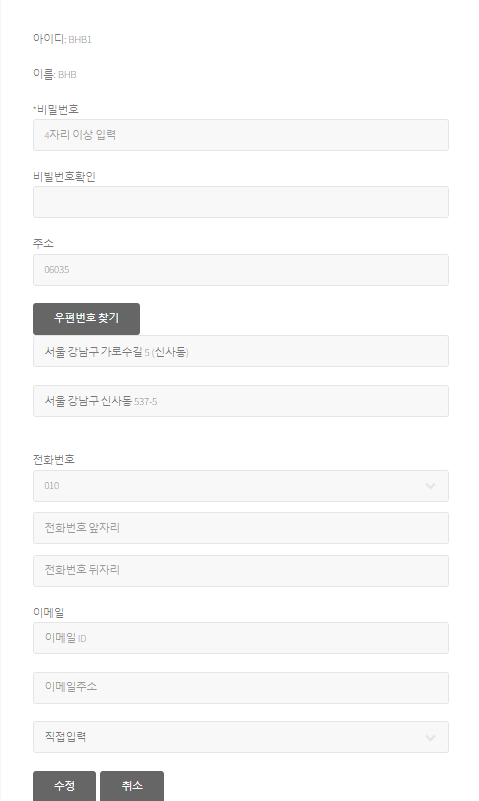 아이디: BHB1
이름: BHB
*비밀번호
4자리 이상 입력
비빌번호확인
주소
06035
우편번호 찾기
서울 강남구 가로수길 5 (신사동)
서울 강남구 신사동 537-5
전화번호
010
전화번호 앞자리
전화번호 뒤자리
이메일
이메일 ID
이메일주소
직접입력
수정 취소